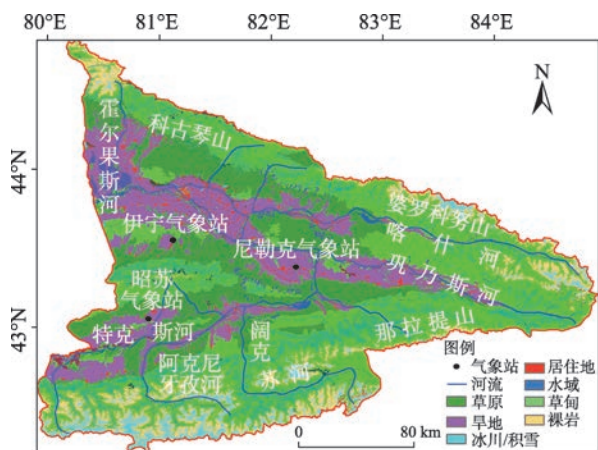 80°E 81°E 82°E 83°E 84°E
N
44°N
43°N
霍尔果斯河
科古琴山
婆罗科努山
伊宁气象站
喀什河
尼勒克气象站
巩乃斯河
昭苏
气象站
那拉提山
特克斯河
阔克苏河
阿克尼
牙孜河
图例
气象站
河流
草原
旱地
冰川/积雪
居住地
水域
草甸
裸岩
0 80 km